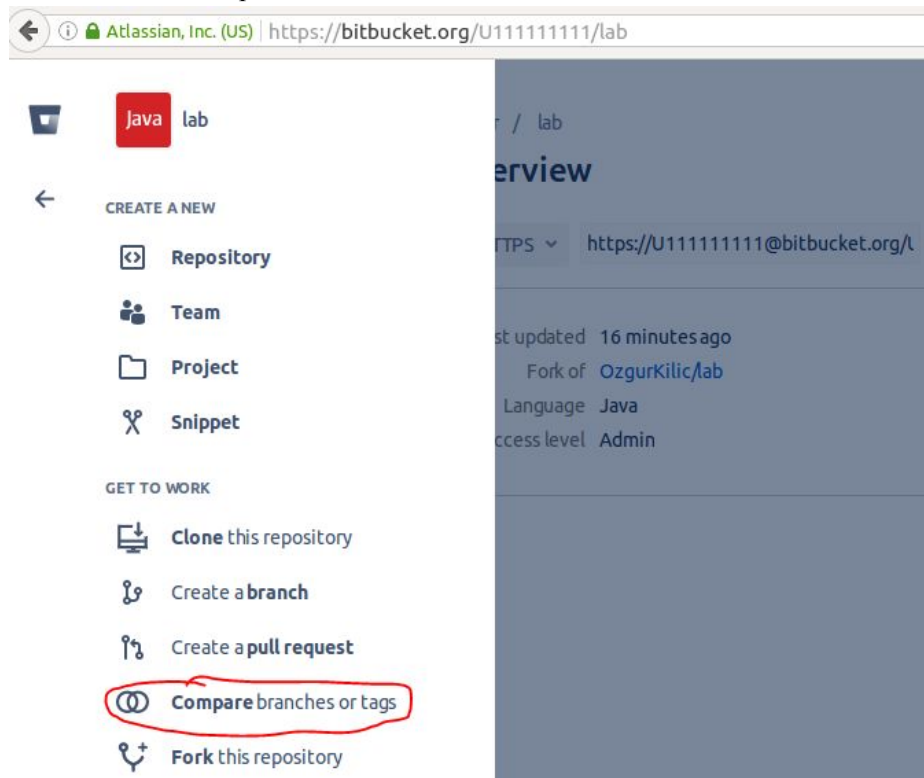 Atlassian, Inc. (US) https://bitbucket.org/U111111111/lab
Java lab
/ lab
erview
CREATE A NEW
TTPS https://U111111111@bitbucket.org/
Repository
Team
Project
Snippet
st updated 16 minutes ago
Fork of OzgurKilic/lab
Language Java
ccess level Admin
GET TO WORK
Clone this repository
Create a branch
Create a pull request
Compare branches or tags
Fork this repository